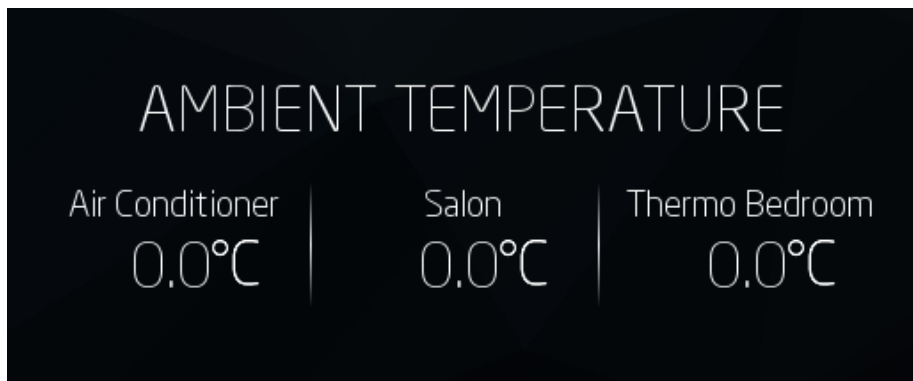 AMBIENT TEMPERATURE
Air Conditioner Salon Thermo Bedroom
0.0°C 0.0°C 0.0°C